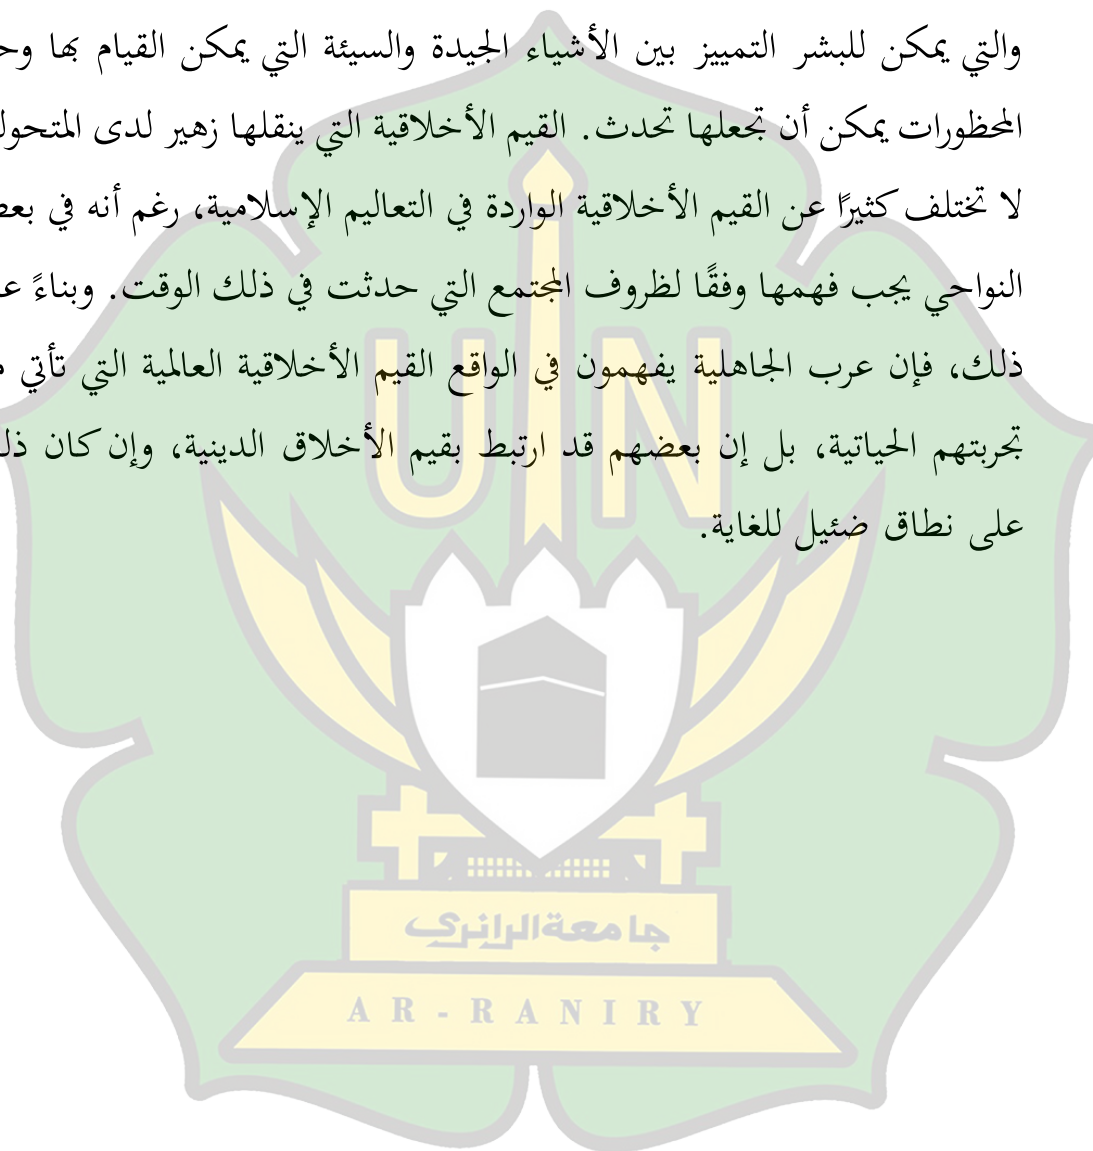 والتي يمكن للبشر التمييز بين الأشياء الجيدة والسيئة التي يمكن القيام بها وح
المحظورات يمكن أن تجعلها تحدث. القيم الأخلاقية التي ينقلها زهير لدى المتحول
لا تختلف كثيرًا عن القيم الأخلاقية الواردة في التعاليم الإسلامية، رغم أنه في بعض
النواحي يجب فهمها وفقًا لظروف المجتمع التي حدثت في ذلك الوقت. وبناءً ع
ذلك، فإن عرب الجاهلية يفهمون في الواقع القيم الأخلاقية العالمية التي تأتي م
تجربتهم الحياتية، بل إن بعضهم قد ارتبط بقيم الأخلاق الدينية، وإن كان ذل
على نطاق ضئيل للغاية.
UIN
جامعة الرانري
AR-RANIRY